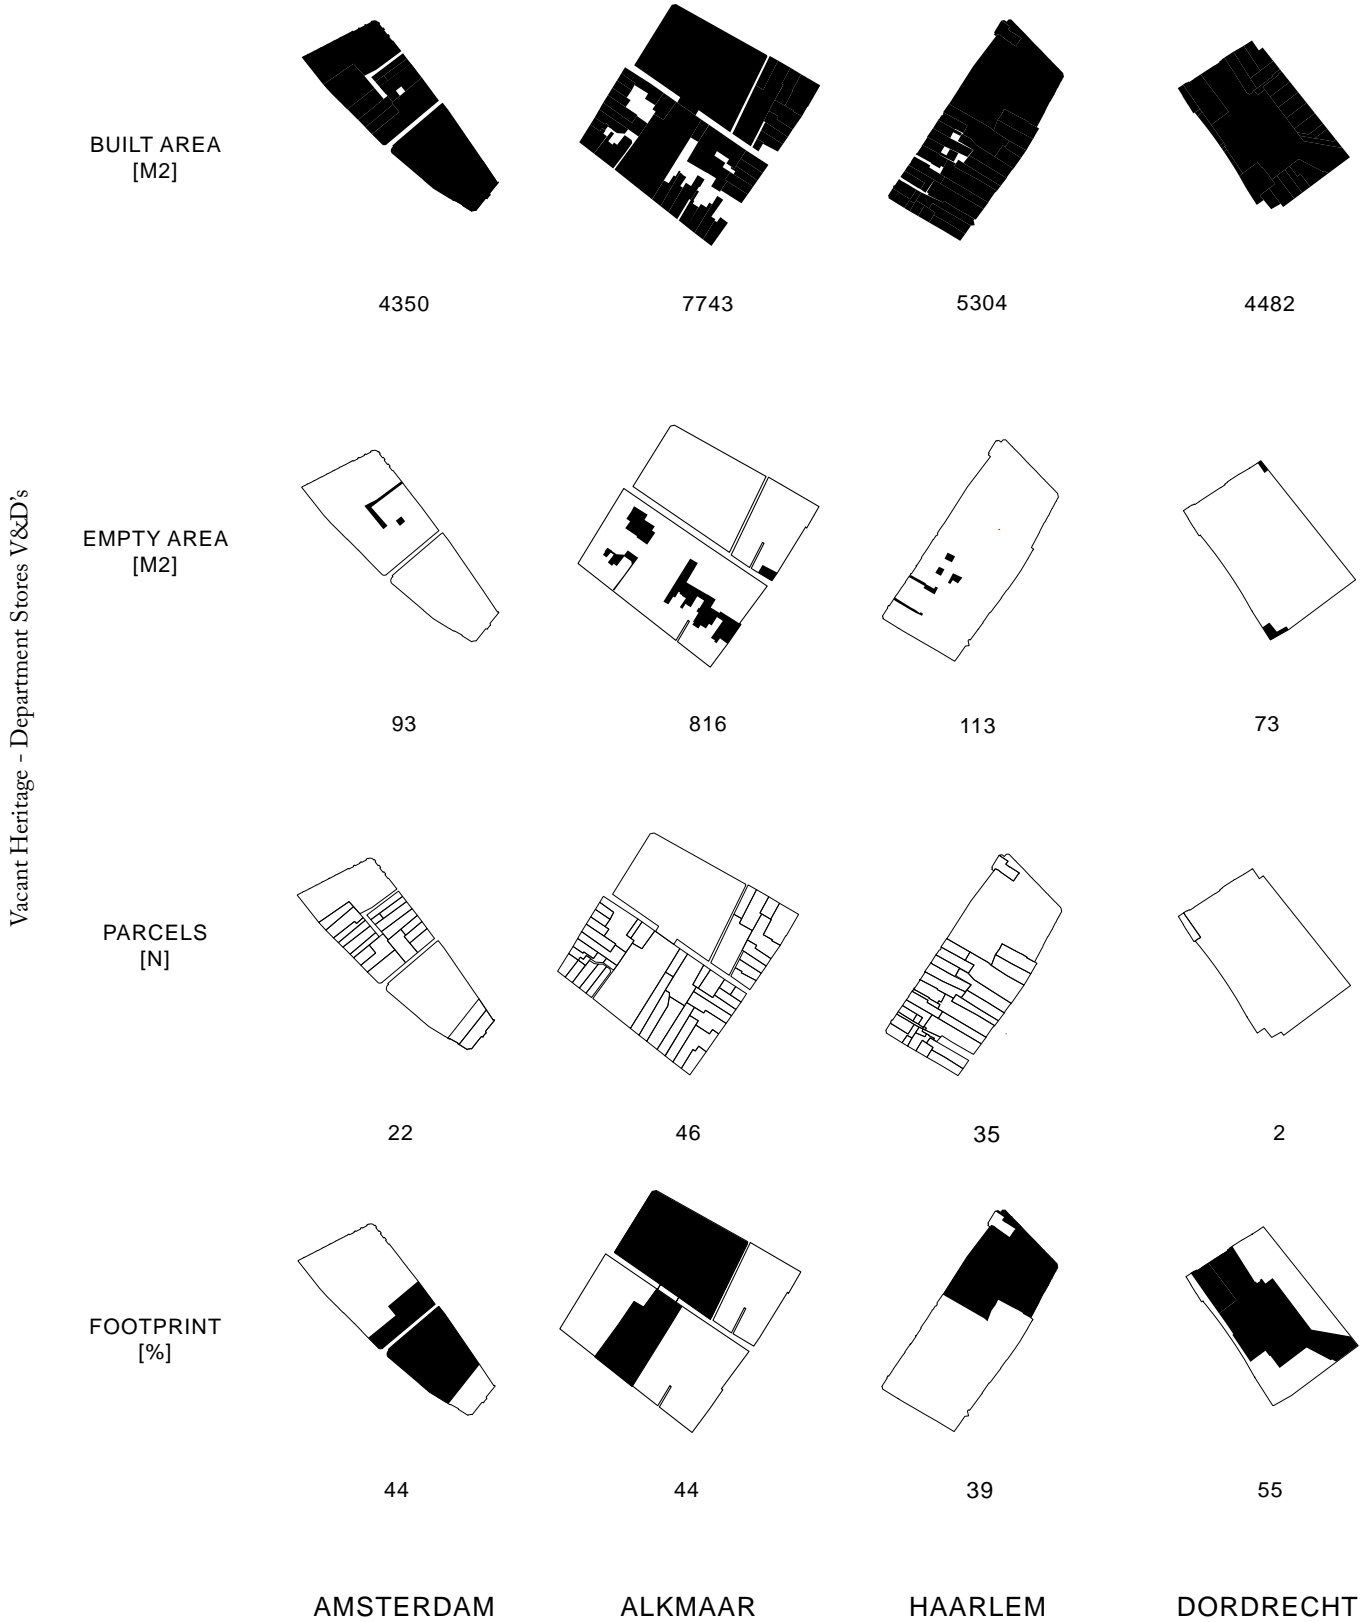 Vacant Heritage - Department Stores V&D's
BUILT AREA
[M2]
4350
7743
5304
4482
EMPTY AREA
[M2]
93
816
113
73
PARCELS
[N]
22
46
35
2
FOOTPRINT
[%]
44
44
39
55
AMSTERDAM
ALKMAAR
HAARLEM
DORDRECHT